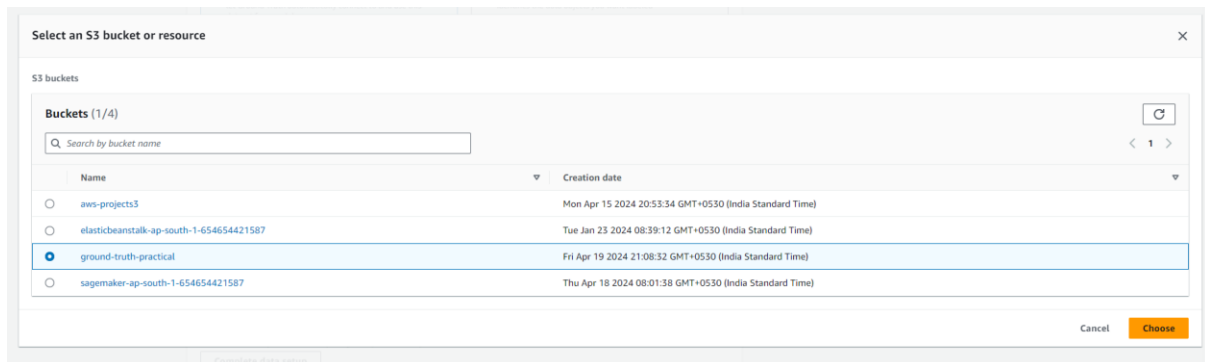 Select an S3 bucket or resource
S3 buckets
Buckets (1/4)
Search by bucket name
1
Name Creation date
aws-projects3 Mon Apr 15 2024 20:53:34 GMT+0530 (India Standard Time)
elasticbeanstalk-ap-south-1-654654421587 Tue Jan 23 2024 08:39:12 GMT+0530 (India Standard Time)
ground-truth-practical Fri Apr 19 2024 21:08:32 GMT+0530 (India Standard Time)
sagemaker-ap-south-1-654654421587 Thu Apr 18 2024 08:01:38 GMT+0530 (India Standard Time)
Cancel Choose
Complete data setup